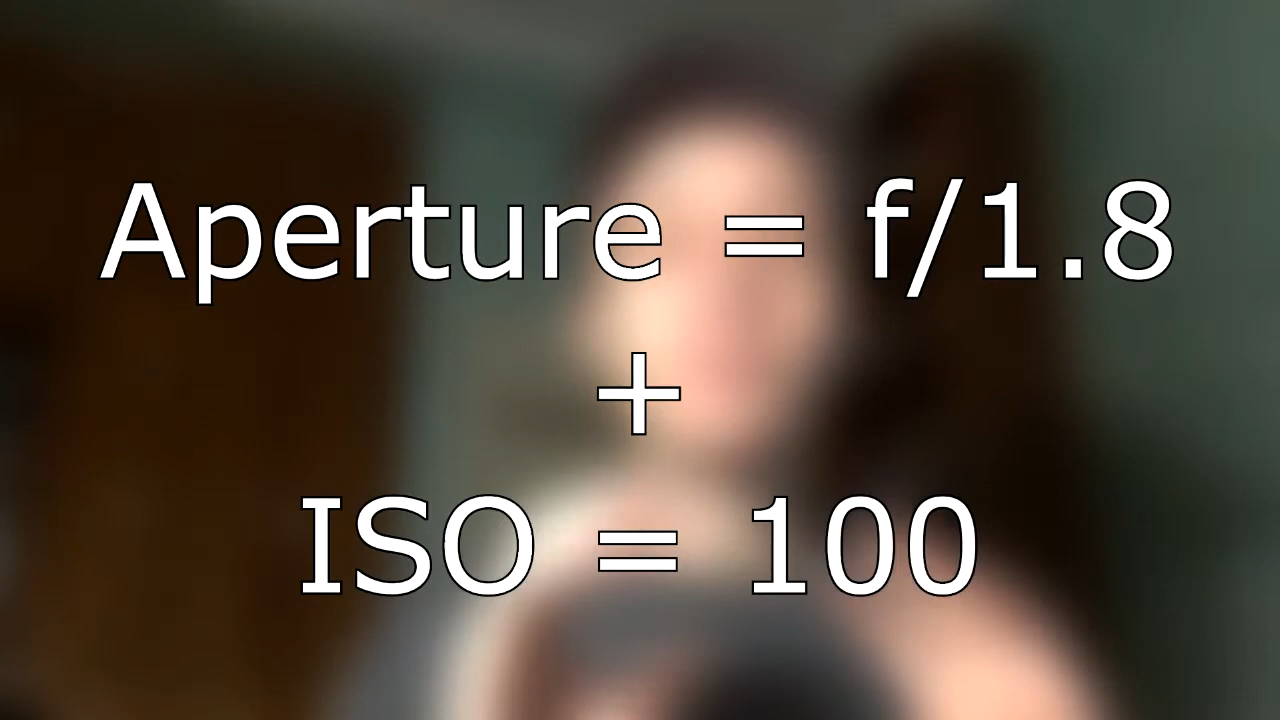 Aperture = f/1.8
+
ISO = 100